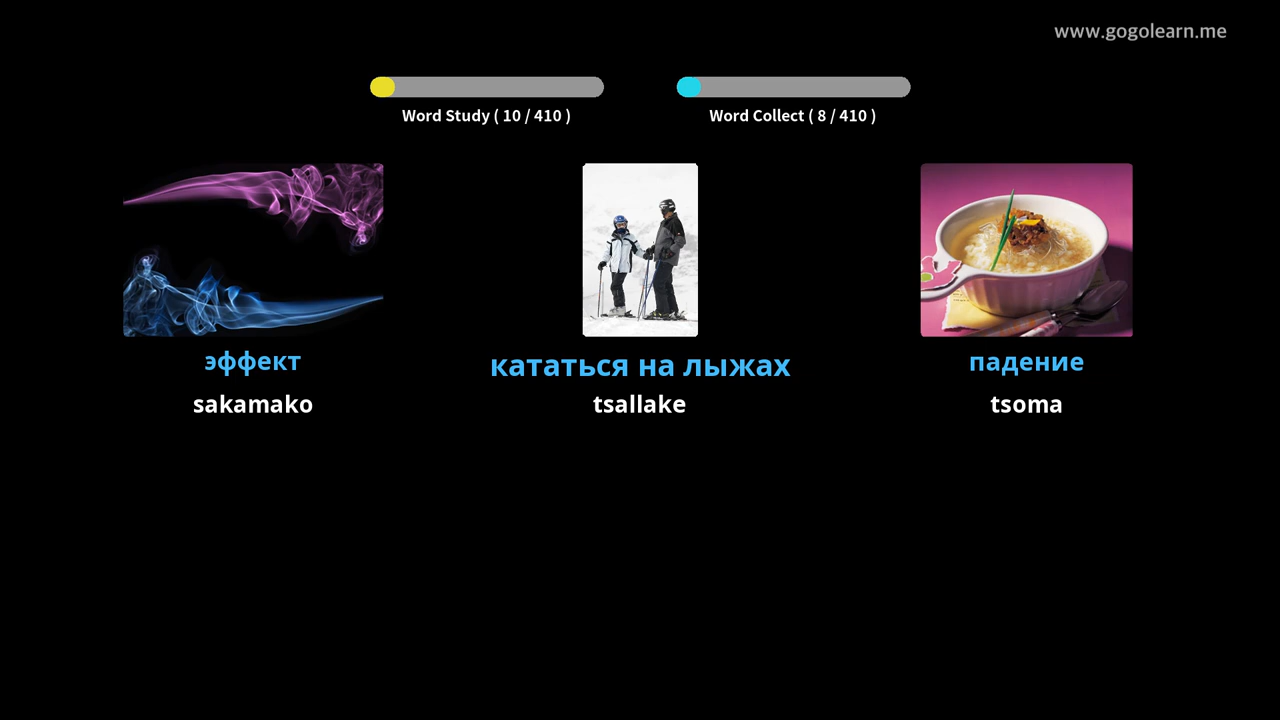 www.gogolearn.me
Word Study ( 10 / 410 )
Word Collect ( 8 / 410 )
эффект
кататься на лыжах
падение
sakamako
tsallake
tsoma